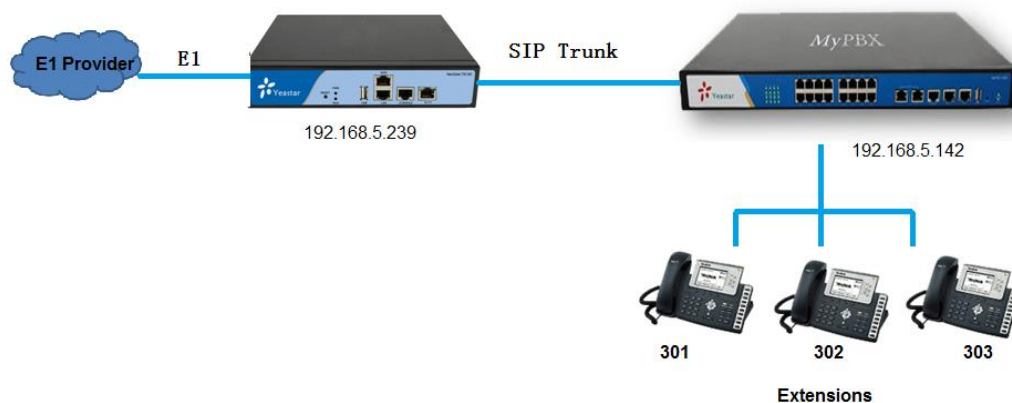 E1 Provider
E1
Yeastar
SIP Trunk
MyPBX
Yeastar
192.168.5.239
192.168.5.142
301
302
303
Extensions